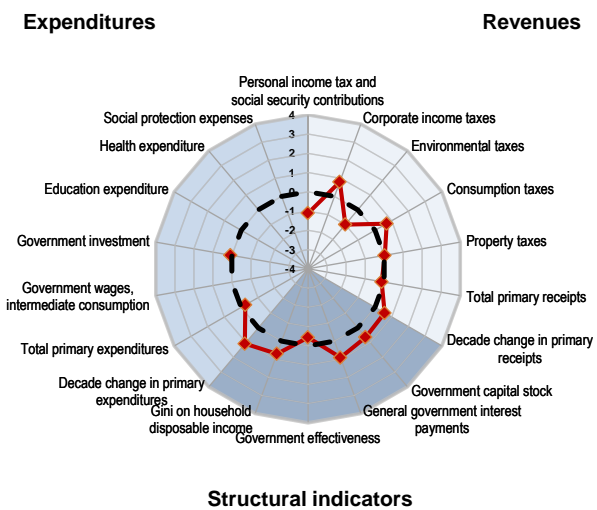 Expenditures
Revenues
Personal income tax and
social security contributions
Social protection expenses
Corporate income taxes
Health expenditure
Environmental taxes
Education expenditure
Consumption taxes
Government investment
Property taxes
Government wages,
intermediate consumption
Total primary receipts
Total primary expenditures
Decade change in primary
receipts
Decade change in primary
expenditures
Government capital stock
Gini on household
disposable income
General government interest
payments
Government effectiveness
4
3
2
1
0
-1
-2
-3
-4
Structural indicators